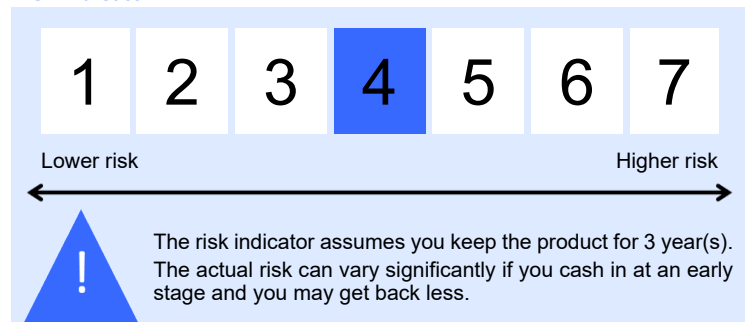 1 2 3 4 5 6 7
Lower risk Higher risk
!
The risk indicator assumes you keep the product for 3 year(s).
The actual risk can vary significantly if you cash in at an early
stage and you may get back less.